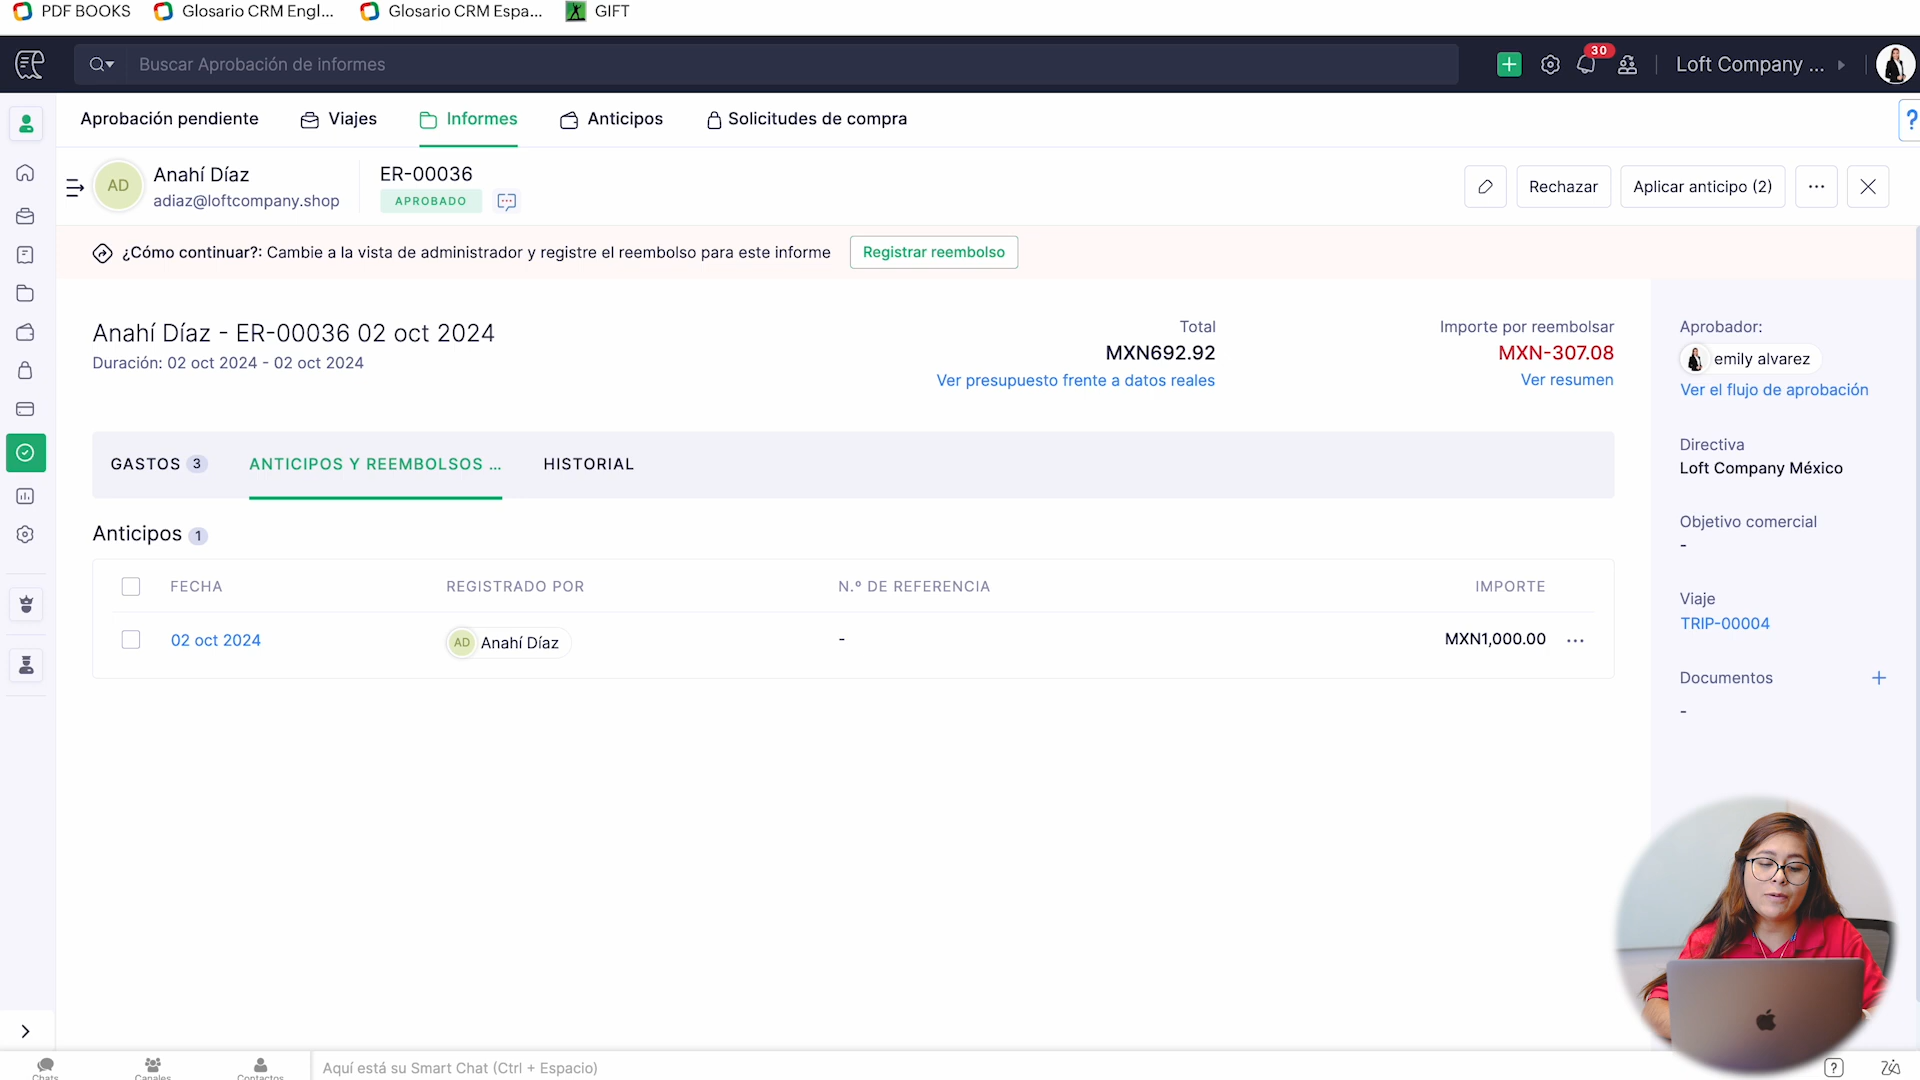 PDF BOOKS
Glosario CRM Engl...
Glosario CRM Espa...
GIFT
Buscar Aprobación de informes
30
Loft Company ...
Aprobación pendiente
Viajes
Informes
Anticipos
Solicitudes de compra
?
AD
Anahí Díaz
adiaz@loftcompany.shop
ER-00036
APROBADO
Rechazar
Aplicar anticipo (2)
¿Cómo continuar?: Cambie a la vista de administrador y registre el reembolso para este informe
Registrar reembolso
Anahí Díaz - ER-00036 02 oct 2024
Duración: 02 oct 2024 - 02 oct 2024
Total
MXN692.92
Ver presupuesto frente a datos reales
Importe por reembolsar
MXN-307.08
Ver resumen
Aprobador:
emily alvarez
Ver el flujo de aprobación
Directiva
Loft Company México
Objetivo comercial
-
Viaje
TRIP-00004
Documentos
-
GASTOS 3
ANTICIPOS Y REEMBOLSOS ...
HISTORIAL
Anticipos 1
FECHA
REGISTRADO POR
N.º DE REFERENCIA
IMPORTE
02 oct 2024
AD Anahí Díaz
-
MXN1,000.00
Chats
Canales
Contactos
Aquí está su Smart Chat (Ctrl + Espacio)
?